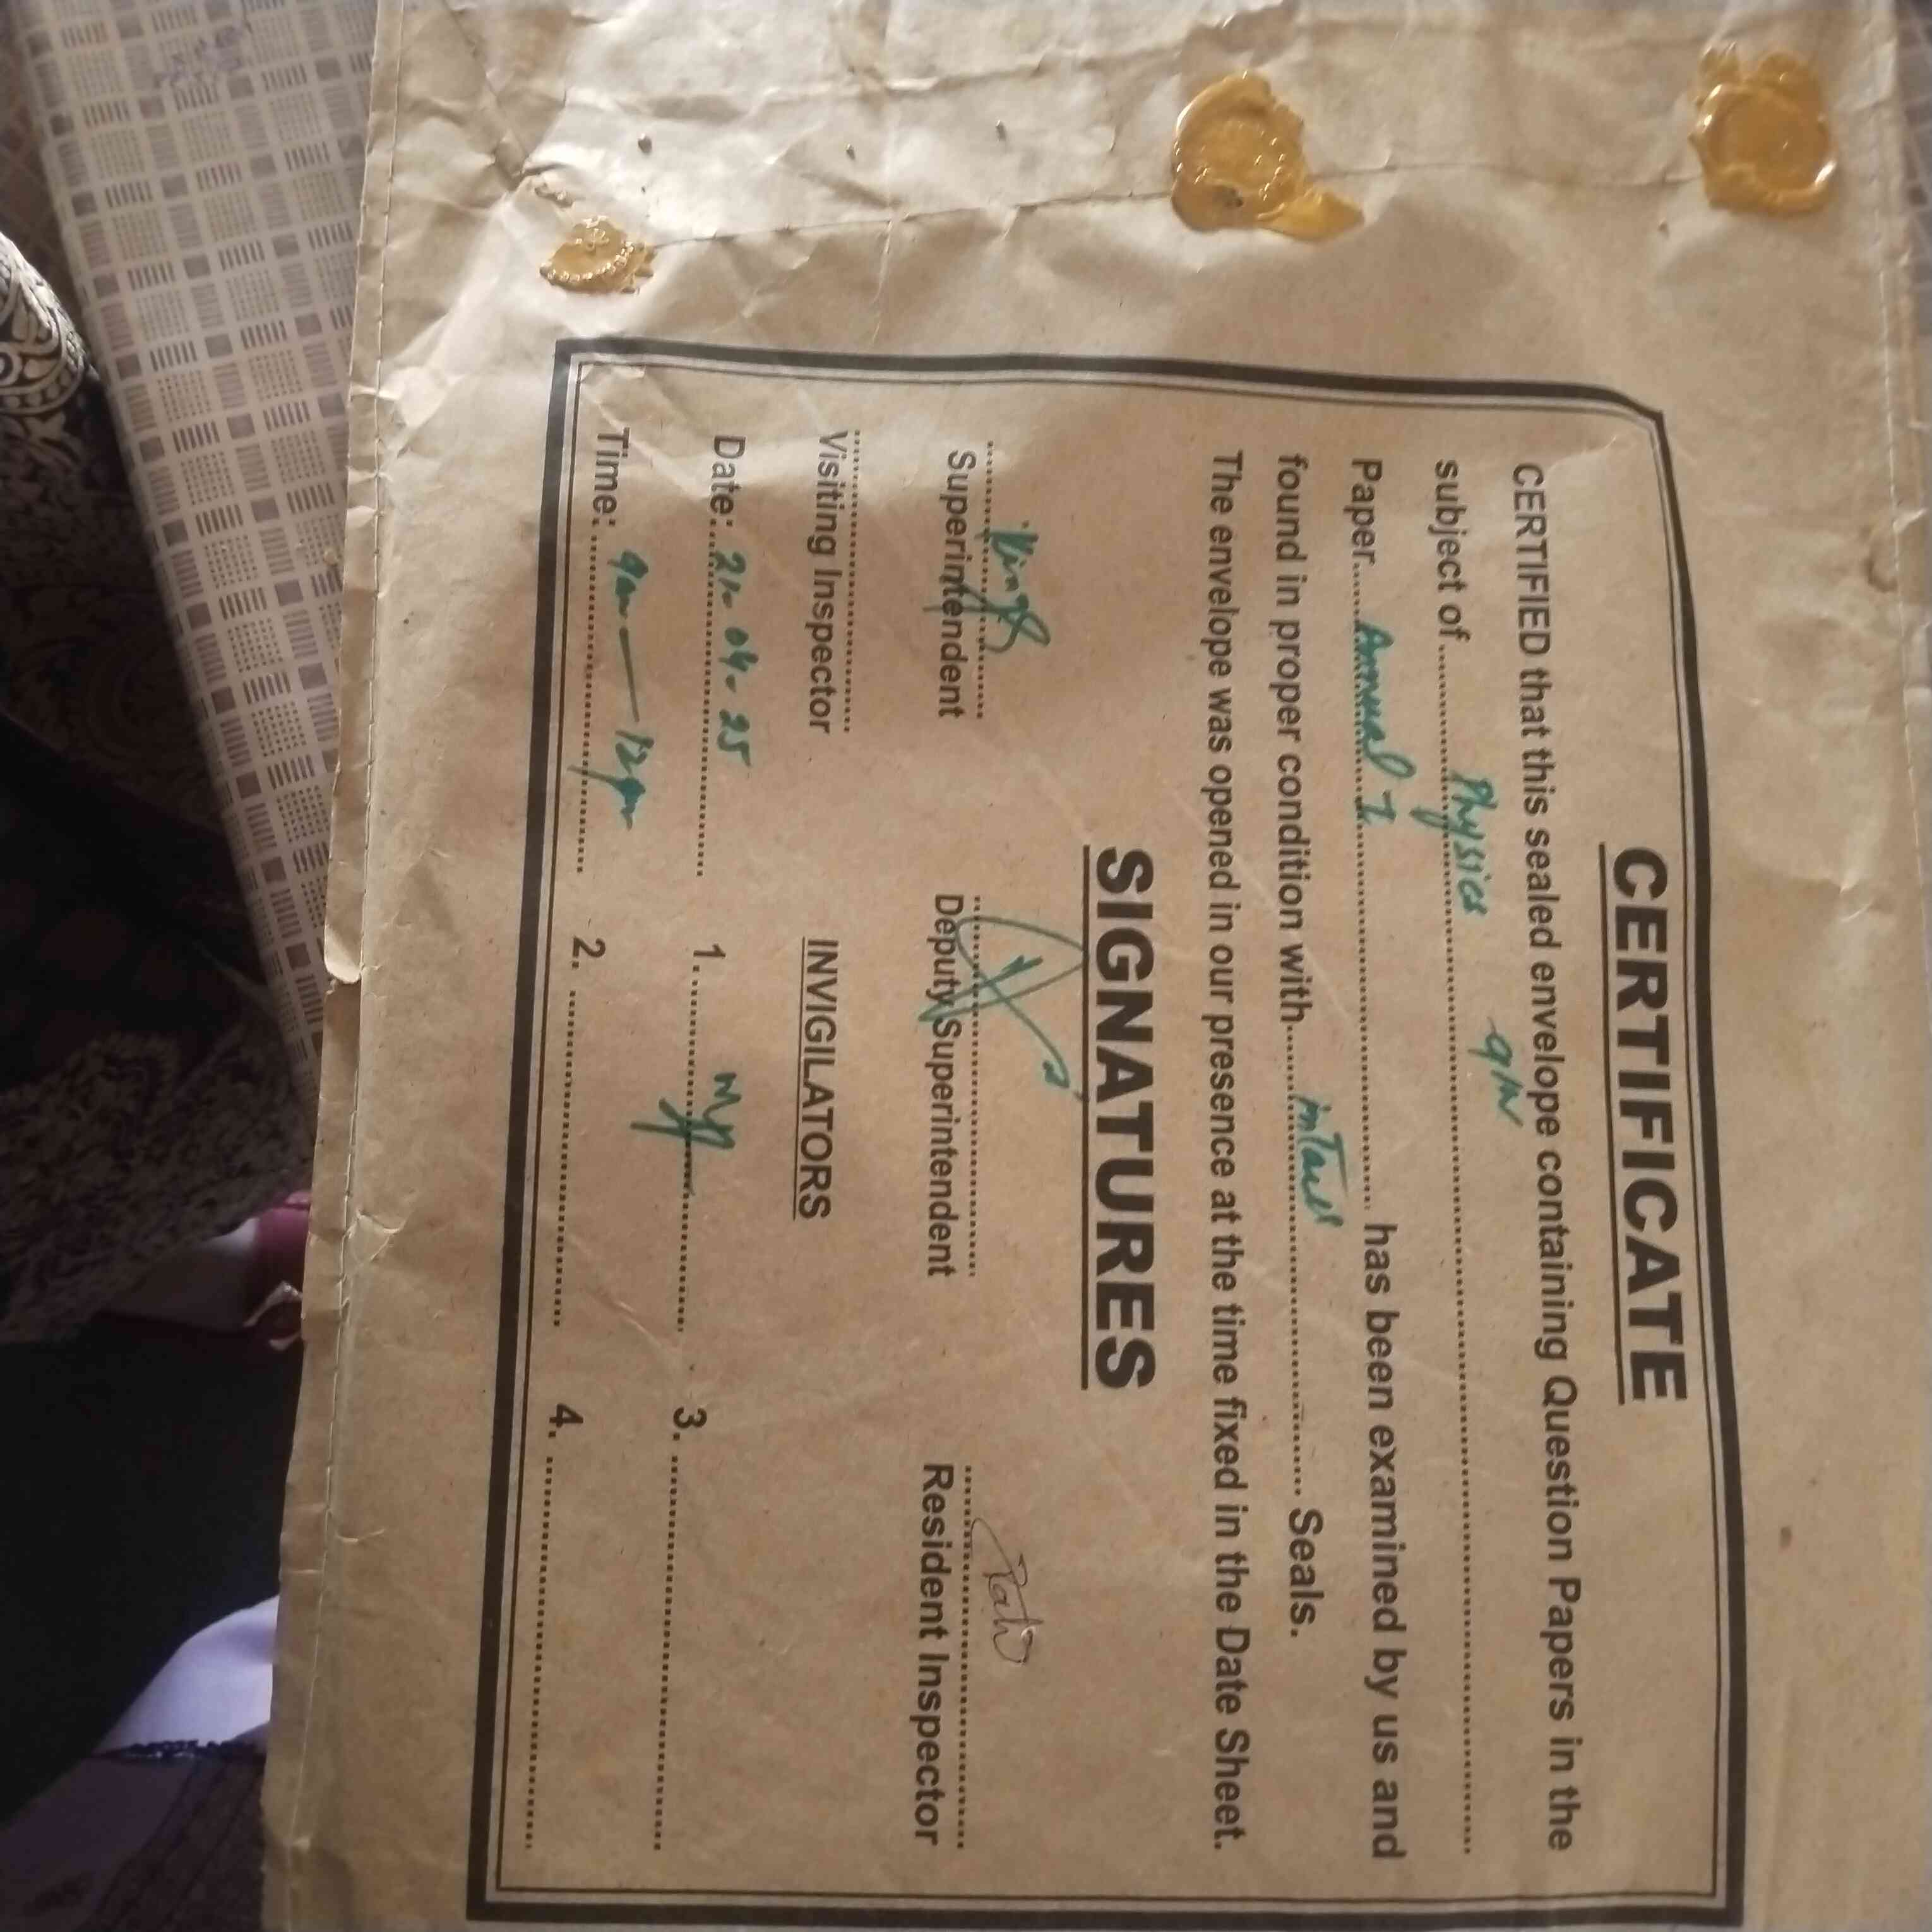 CERTIFICATE
CERTIFIED that this sealed envelope containing Question Papers in the
subject of Physics
Paper Annual I has been examined by us and
found in proper condition with intact Seals.
The envelope was opened in our presence at the time fixed in the Date Sheet.
SIGNATURES
Superintendent Deputy Superintendent Resident Inspector
Visiting Inspector INVIGILATORS
Date: 04-25 1. 3.
Time: 12pm 2. 4.